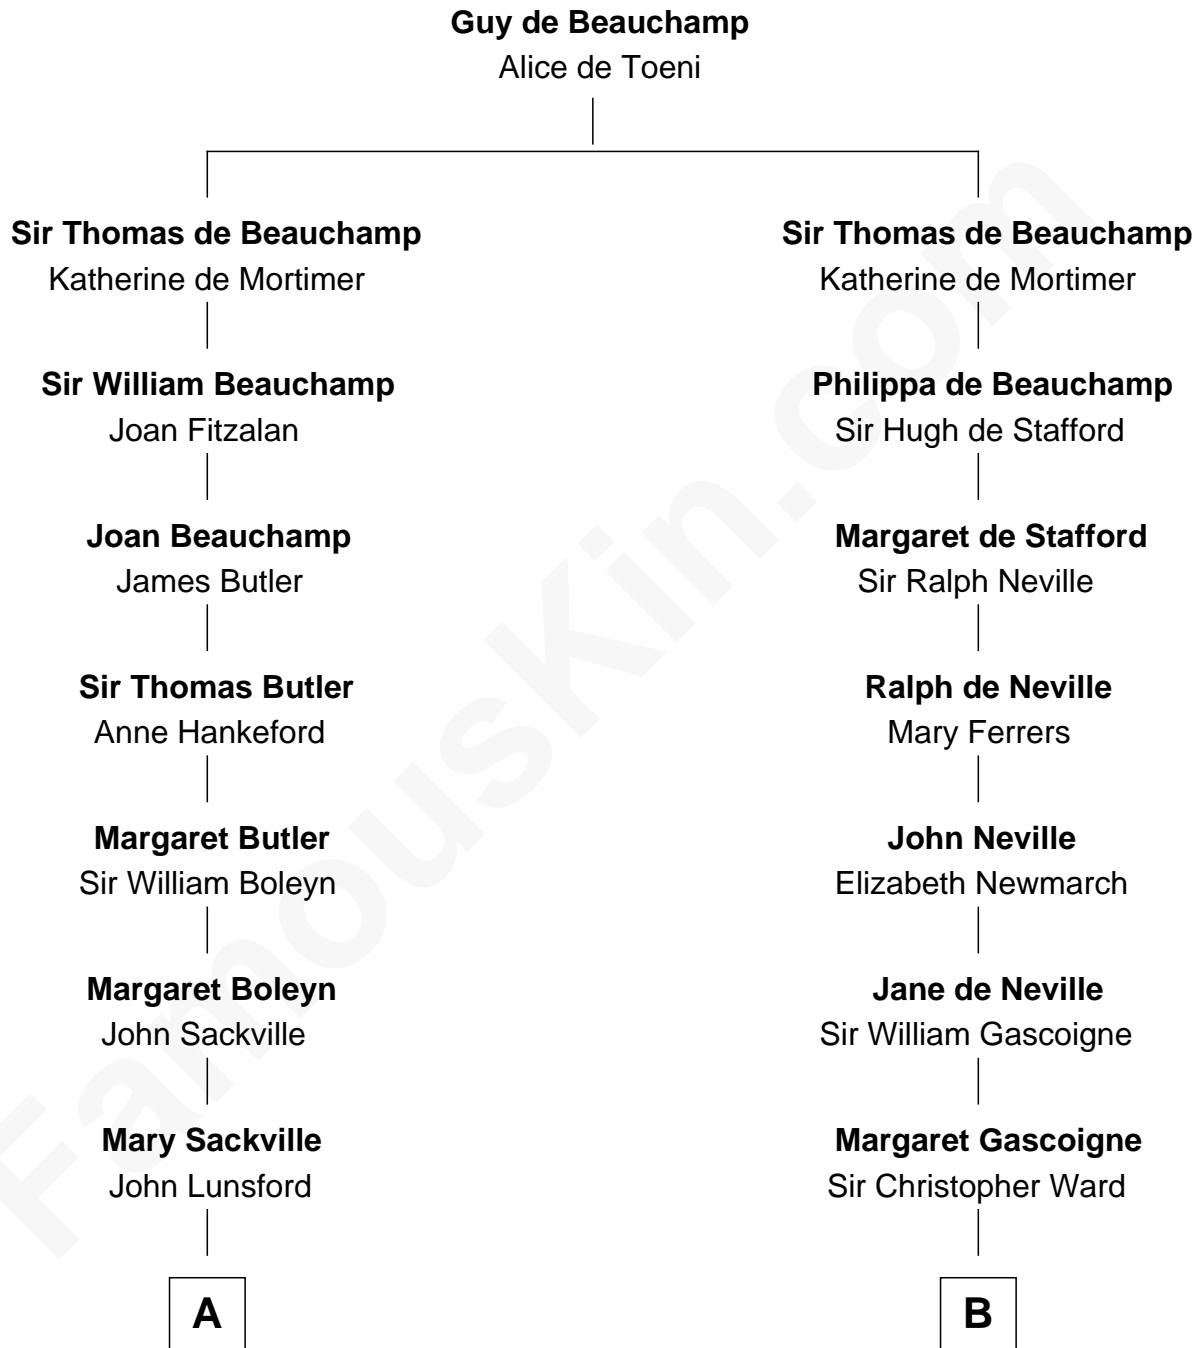 Guy de Beauchamp
Alice de Toeni
Sir Thomas de Beauchamp
Katherine de Mortimer
Sir William Beauchamp
Joan Fitzalan
Joan Beauchamp
James Butler
Sir Thomas Butler
Anne Hankeford
Margaret Butler
Sir William Boleyn
Margaret Boleyn
John Sackville
Mary Sackville
John Lunsford
A
Sir Thomas de Beauchamp
Katherine de Mortimer
Philippa de Beauchamp
Sir Hugh de Stafford
Margaret de Stafford
Sir Ralph Neville
Ralph de Neville
Mary Ferrers
John Neville
Elizabeth Newmarch
Jane de Neville
Sir William Gascoigne
Margaret Gascoigne
Sir Christopher Ward
B
FamousKin.com